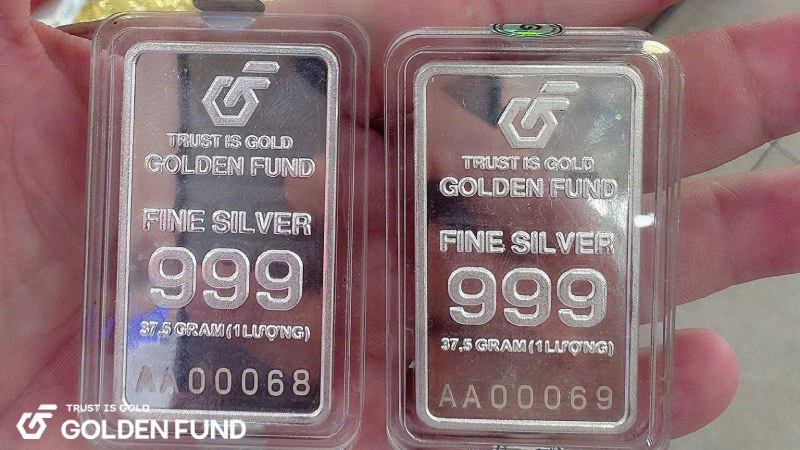 TRUST IS GOLD
GOLDEN FUND
FINE SILVER
999
37,5 GRAM (1 LƯỢNG)
AA00068
TRUST IS GOLD
GOLDEN FUND
FINE SILVER
999
37,5 GRAM (1 LƯỢNG)
AA00069
TRUST IS GOLD
GOLDEN FUND